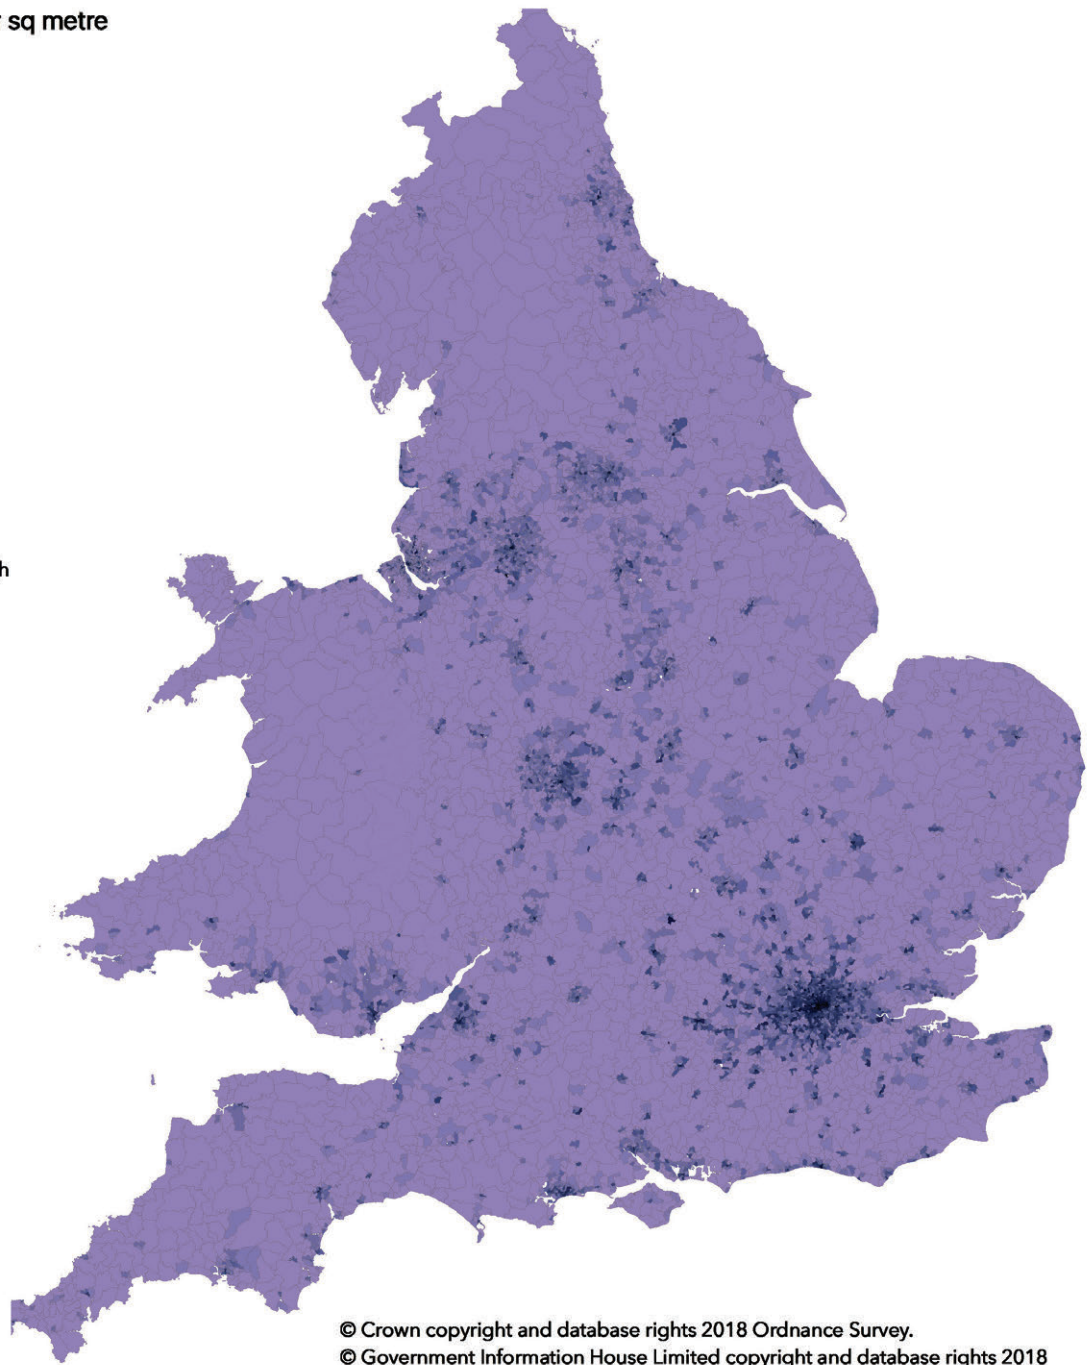 sq metre
© Crown copyright and database rights 2018 Ordnance Survey.
© Government Information House Limited copyright and database rights 2018